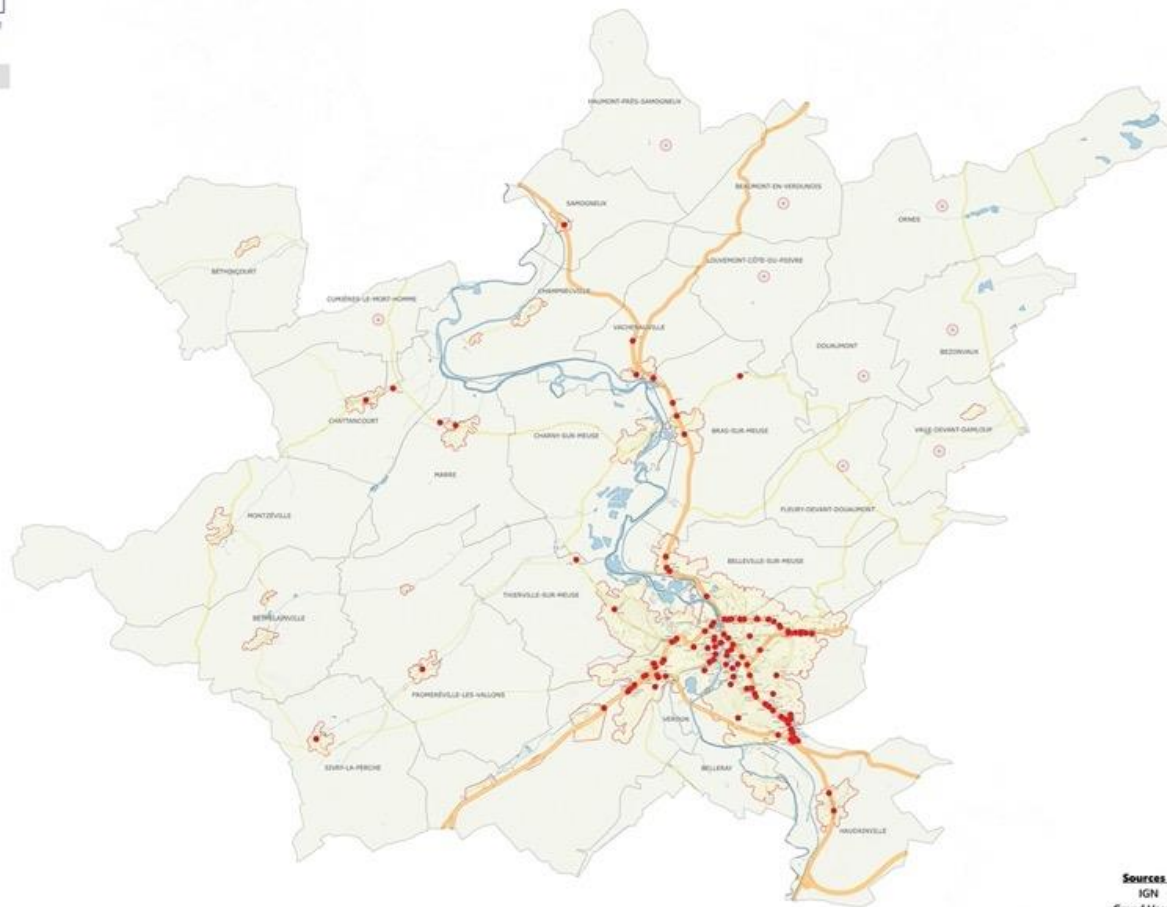 HAUMONT-PRÈS-SAMOGNEUX
BEAUMONT-EN-VERDUNOIS
SAMOGNEUX
ORNES
LOUVEMONT-CÔTE-DU-POIVRE
BÉTHINCOURT
CHAMPNEUVILLE
CUMIÈRES-LE-MORT-HOMME
VACHERAUVILLE
DOUAUMONT
BEZONVAUX
CHATTANCOURT
BRAS-SUR-MEUSE
VAUX-DEVANT-DAMLOUP
CHARNY-SUR-MEUSE
MARRE
FLEURY-DEVANT-DOUAUMONT
MONTZÉVILLE
BELLEVILLE-SUR-MEUSE
THIERVILLE-SUR-MEUSE
BÉTHELAINVILLE
FROMERÉVILLE-LES-VALLONS
VERDUN
SIVRY-LA-PERCHE
BELLERAY
HAUDAINVILLE
Sources
IGN